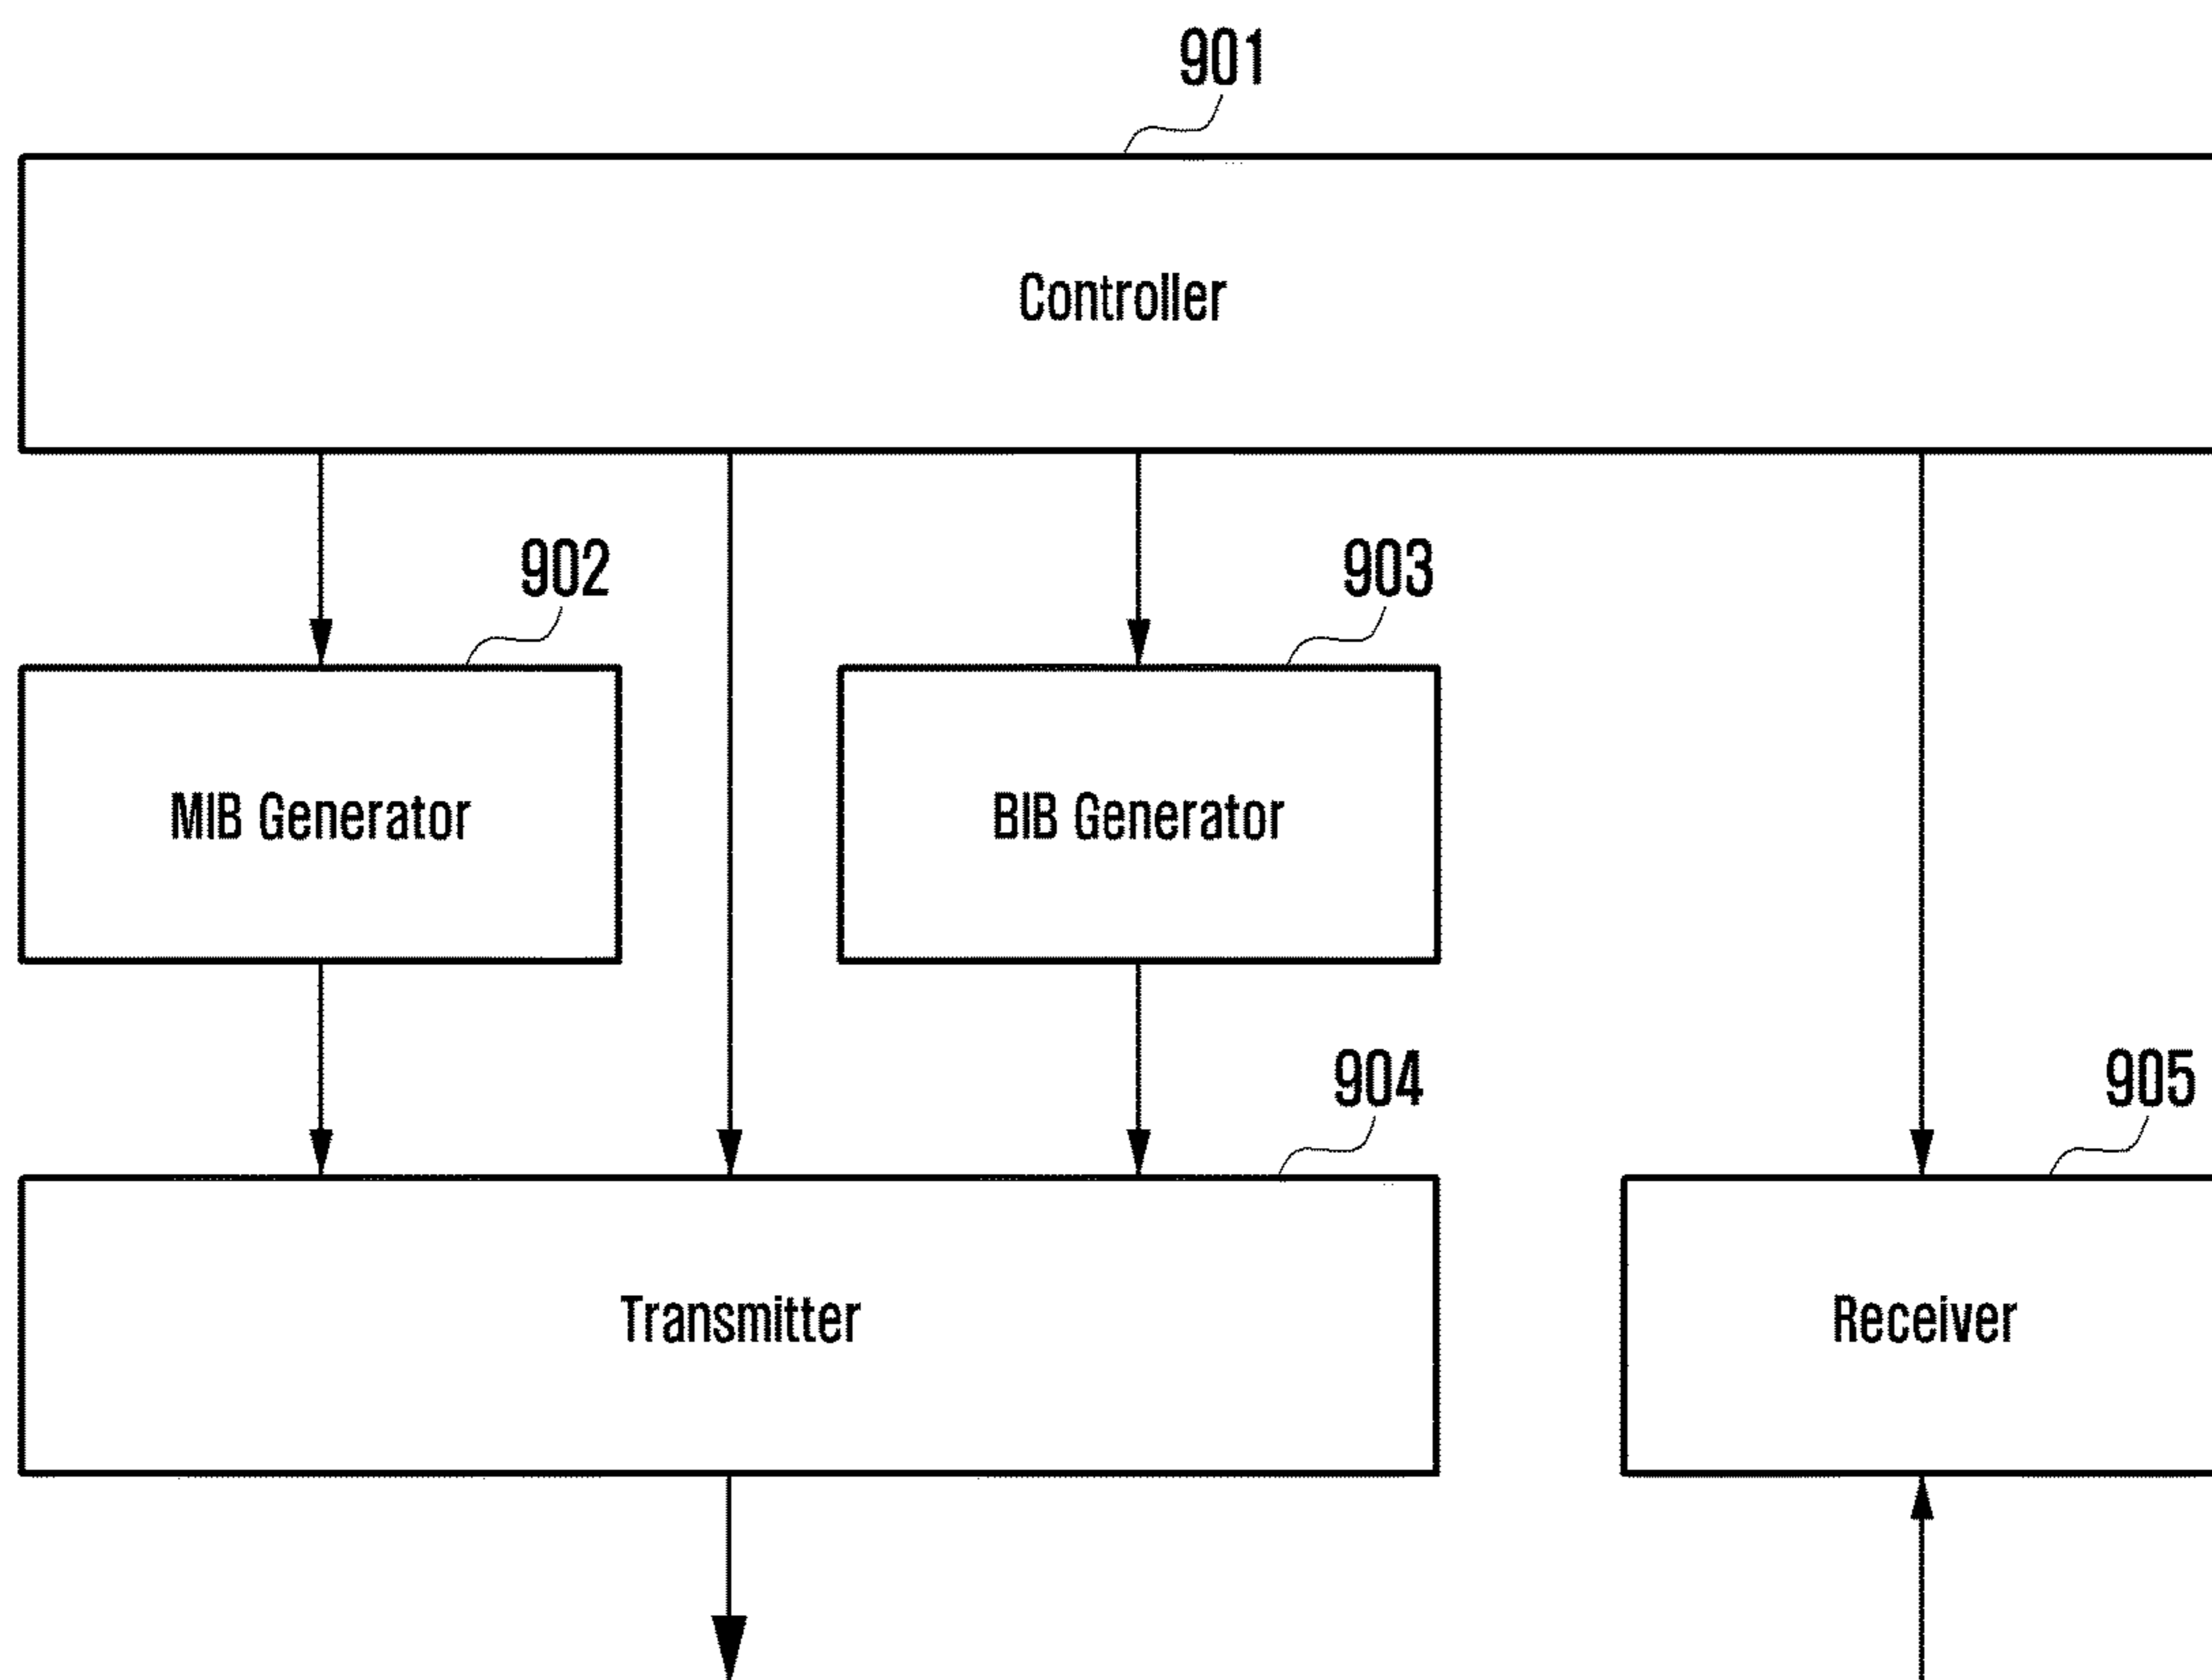 901
Controller
902
903
MIB Generator
BIB Generator
904
905
Transmitter
Receiver